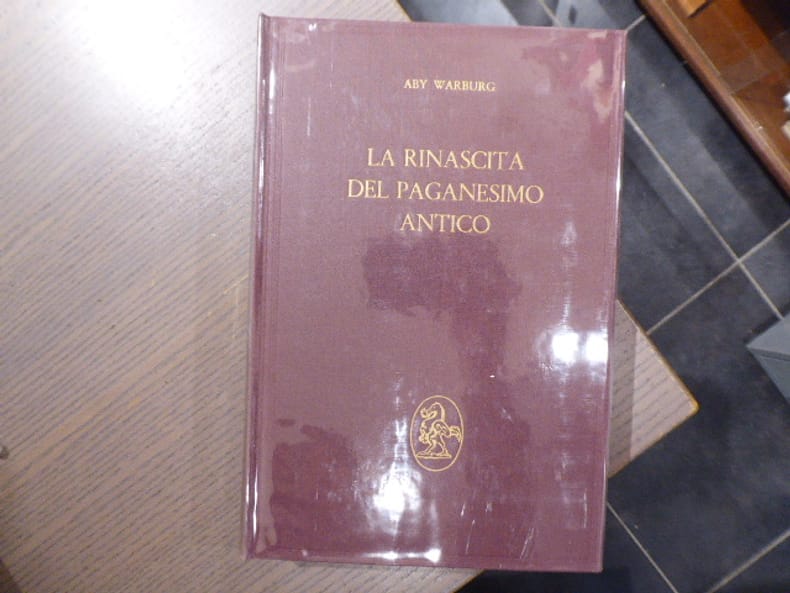 ABY WARBURG
LA RINASCITA
DEL PAGANESIMO
ANTICO